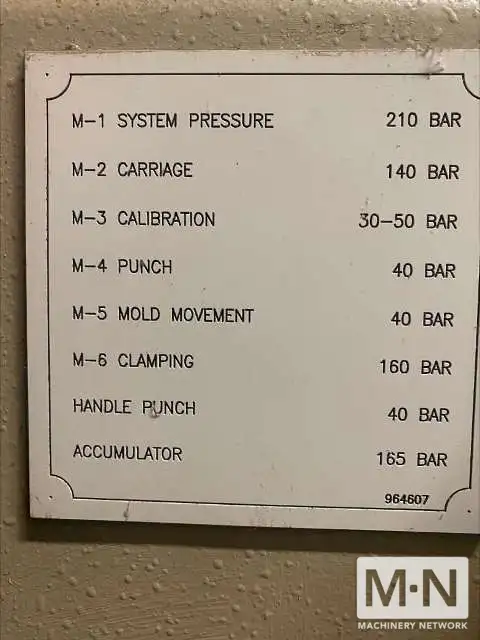 M-1 SYSTEM PRESSURE 210 BAR
M-2 CARRIAGE 140 BAR
M-3 CALIBRATION 30-50 BAR
M-4 PUNCH 40 BAR
M-5 MOLD MOVEMENT 40 BAR
M-6 CLAMPING 160 BAR
HANDLE PUNCH 40 BAR
ACCUMULATOR 165 BAR
964607
M·N
MACHINERY NETWORK